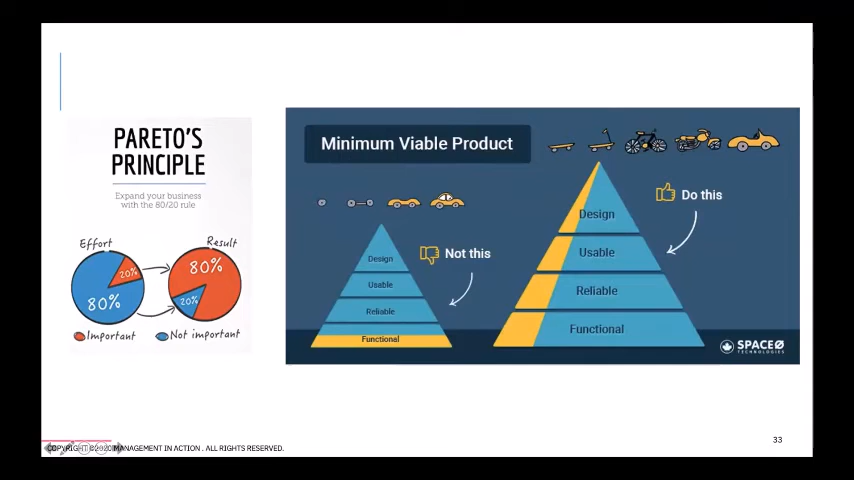 PARETO'S
PRINCIPLE
Expand your business
with the 80/20 rule
Effort
Result
20%
80%
80%
20%
Important
Not important
Minimum Viable Product
Not this
Design
Usable
Reliable
Functional
Do this
Design
Usable
Reliable
Functional
SPACEØ
TECHNOLOGIES
33
COPYRIGHT ©2020 MANAGEMENT IN ACTION . ALL RIGHTS RESERVED.